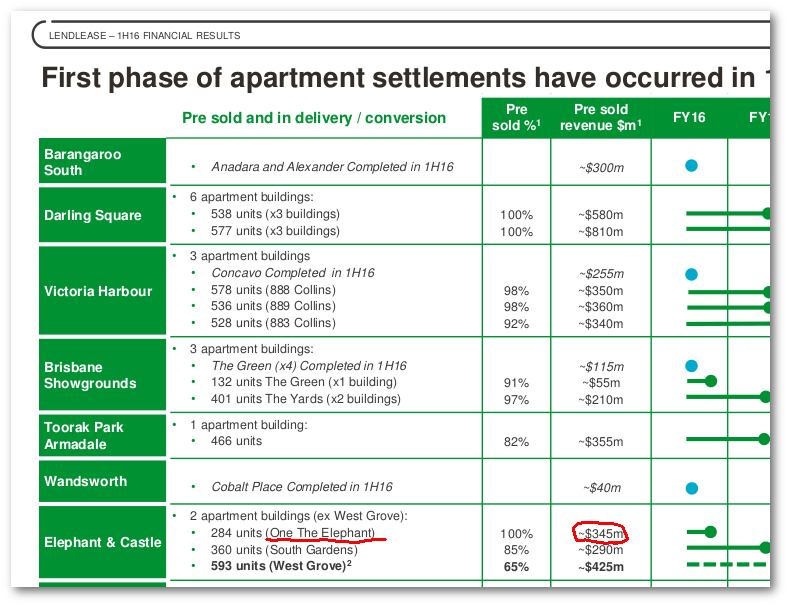 LENDLEASE – 1H16 FINANCIAL RESULTS
First phase of apartment settlements have occurred in
Pre sold and in delivery / conversion
Pre sold %¹
Pre sold revenue $m¹
FY16
Barangaroo South
• Anadara and Alexander Completed in 1H16 ~$300m
Darling Square
• 6 apartment buildings:
• 538 units (x3 buildings) 100% ~$580m
• 577 units (x3 buildings) 100% ~$810m
Victoria Harbour
• 3 apartment buildings
• Concavo Completed in 1H16 ~$255m
• 578 units (888 Collins) 98% ~$350m
• 536 units (889 Collins) 98% ~$360m
• 528 units (883 Collins) 92% ~$340m
Brisbane Showgrounds
• 3 apartment buildings:
• The Green (x4) Completed in 1H16 ~$115m
• 132 units The Green (x1 building) 91% ~$55m
• 401 units The Yards (x2 buildings) 97% ~$210m
Toorak Park Armadale
• 1 apartment building:
• 466 units 82% ~$355m
Wandsworth
• Cobalt Place Completed in 1H16 ~$40m
Elephant & Castle
• 2 apartment buildings (ex West Grove):
• 284 units (One The Elephant) 100% ~$345m
• 360 units (South Gardens) 85% ~$290m
• 593 units (West Grove)² 65% ~$425m